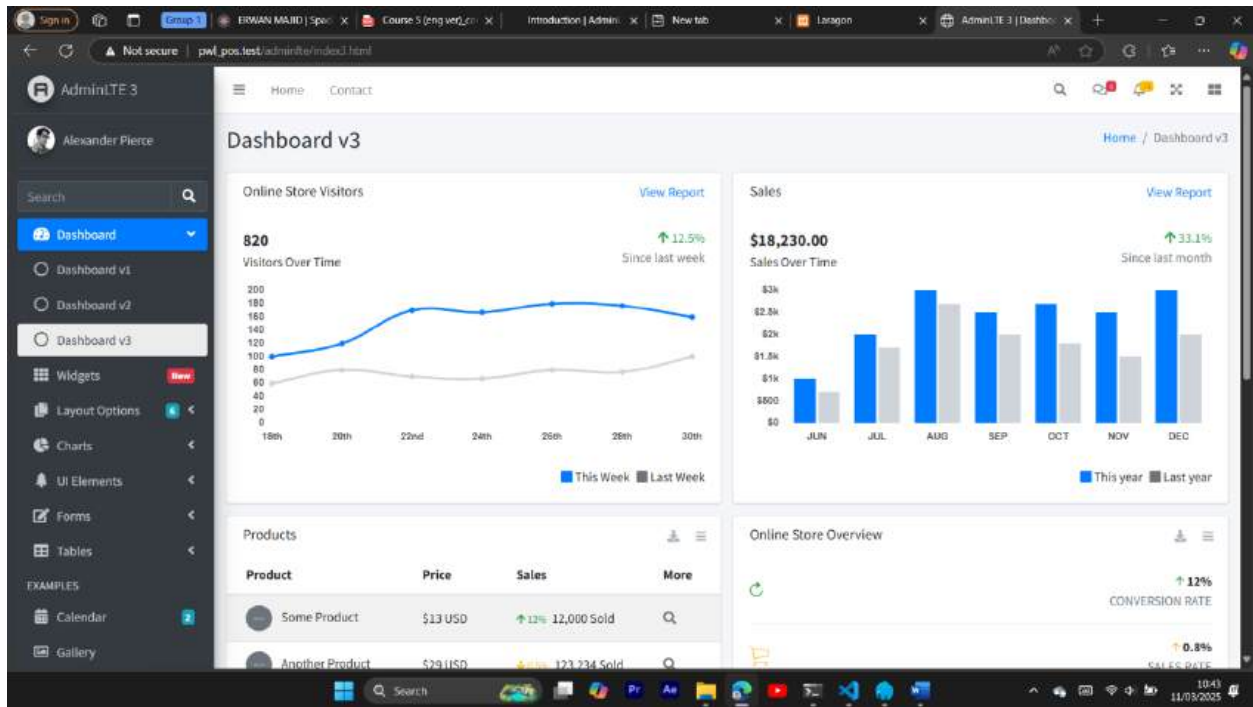 Sign in
Group 1
ERWAN MAJID | Spac
Course 5 (eng ver)_co
Introduction | Admin
New tab
Laragon
AdminLTE 3 | Dashbo
Not secure
pwl_pos.test/adminlte/index3.html
AdminLTE 3
Home
Contact
Alexander Pierce
Dashboard v3
Home / Dashboard v3
Search
Dashboard
Dashboard v1
Dashboard v2
Dashboard v3
Widgets
New
Layout Options
6
Charts
UI Elements
Forms
Tables
EXAMPLES
Calendar
2
Gallery
Online Store Visitors
View Report
820
12.5%
Visitors Over Time
Since last week
200
180
160
140
120
100
80
60
40
20
0
18th 20th 22nd 24th 26th 28th 30th
This Week Last Week
Sales
View Report
$18,230.00
33.1%
Sales Over Time
Since last month
$3k
$2.5k
$2k
$1.5k
$1k
$500
$0
JUN JUL AUG SEP OCT NOV DEC
This year Last year
Products
Product Price Sales More
Some Product $13 USD 12% 12,000 Sold
Another Product $29 USD 123,234 Sold
Online Store Overview
12%
CONVERSION RATE
0.8%
SALES RATE
Search
Pr
Ae
10:43
11/03/2025